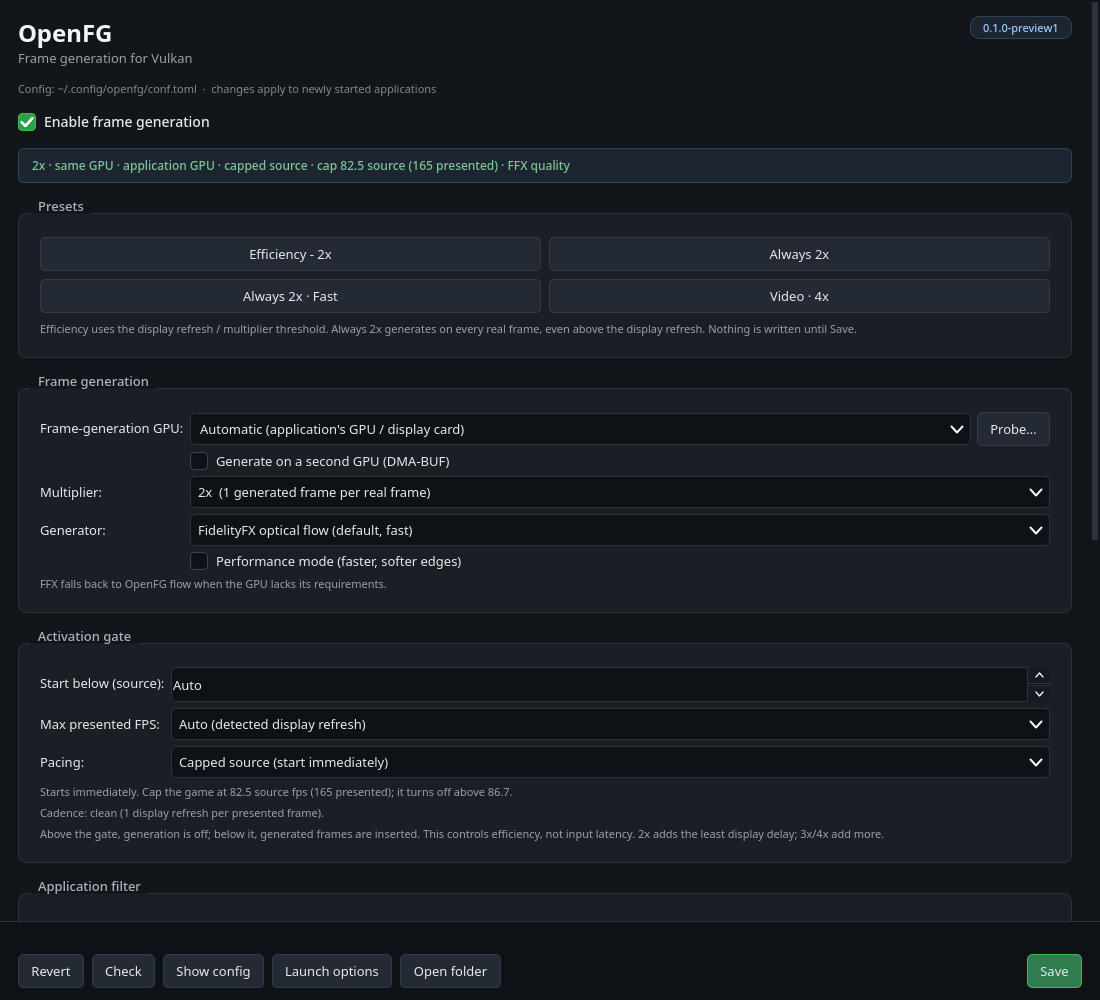 OpenFG
0.1.0-preview1
Frame generation for Vulkan
Config: ~/.config/openfg/conf.toml · changes apply to newly started applications
Enable frame generation
2x · same GPU · application GPU · capped source · cap 82.5 source (165 presented) · FFX quality
Presets
Efficiency - 2x
Always 2x
Always 2x · Fast
Video · 4x
Efficiency uses the display refresh / multiplier threshold. Always 2x generates on every real frame, even above the display refresh. Nothing is written until Save.
Frame generation
Frame-generation GPU: Automatic (application's GPU / display card) Probe...
Generate on a second GPU (DMA-BUF)
Multiplier: 2x (1 generated frame per real frame)
Generator: FidelityFX optical flow (default, fast)
Performance mode (faster, softer edges)
FFX falls back to OpenFG flow when the GPU lacks its requirements.
Activation gate
Start below (source): Auto
Max presented FPS: Auto (detected display refresh)
Pacing: Capped source (start immediately)
Starts immediately. Cap the game at 82.5 source fps (165 presented); it turns off above 86.7.
Cadence: clean (1 display refresh per presented frame).
Above the gate, generation is off; below it, generated frames are inserted. This controls efficiency, not input latency. 2x adds the least display delay; 3x/4x add more.
Application filter
Revert
Check
Show config
Launch options
Open folder
Save